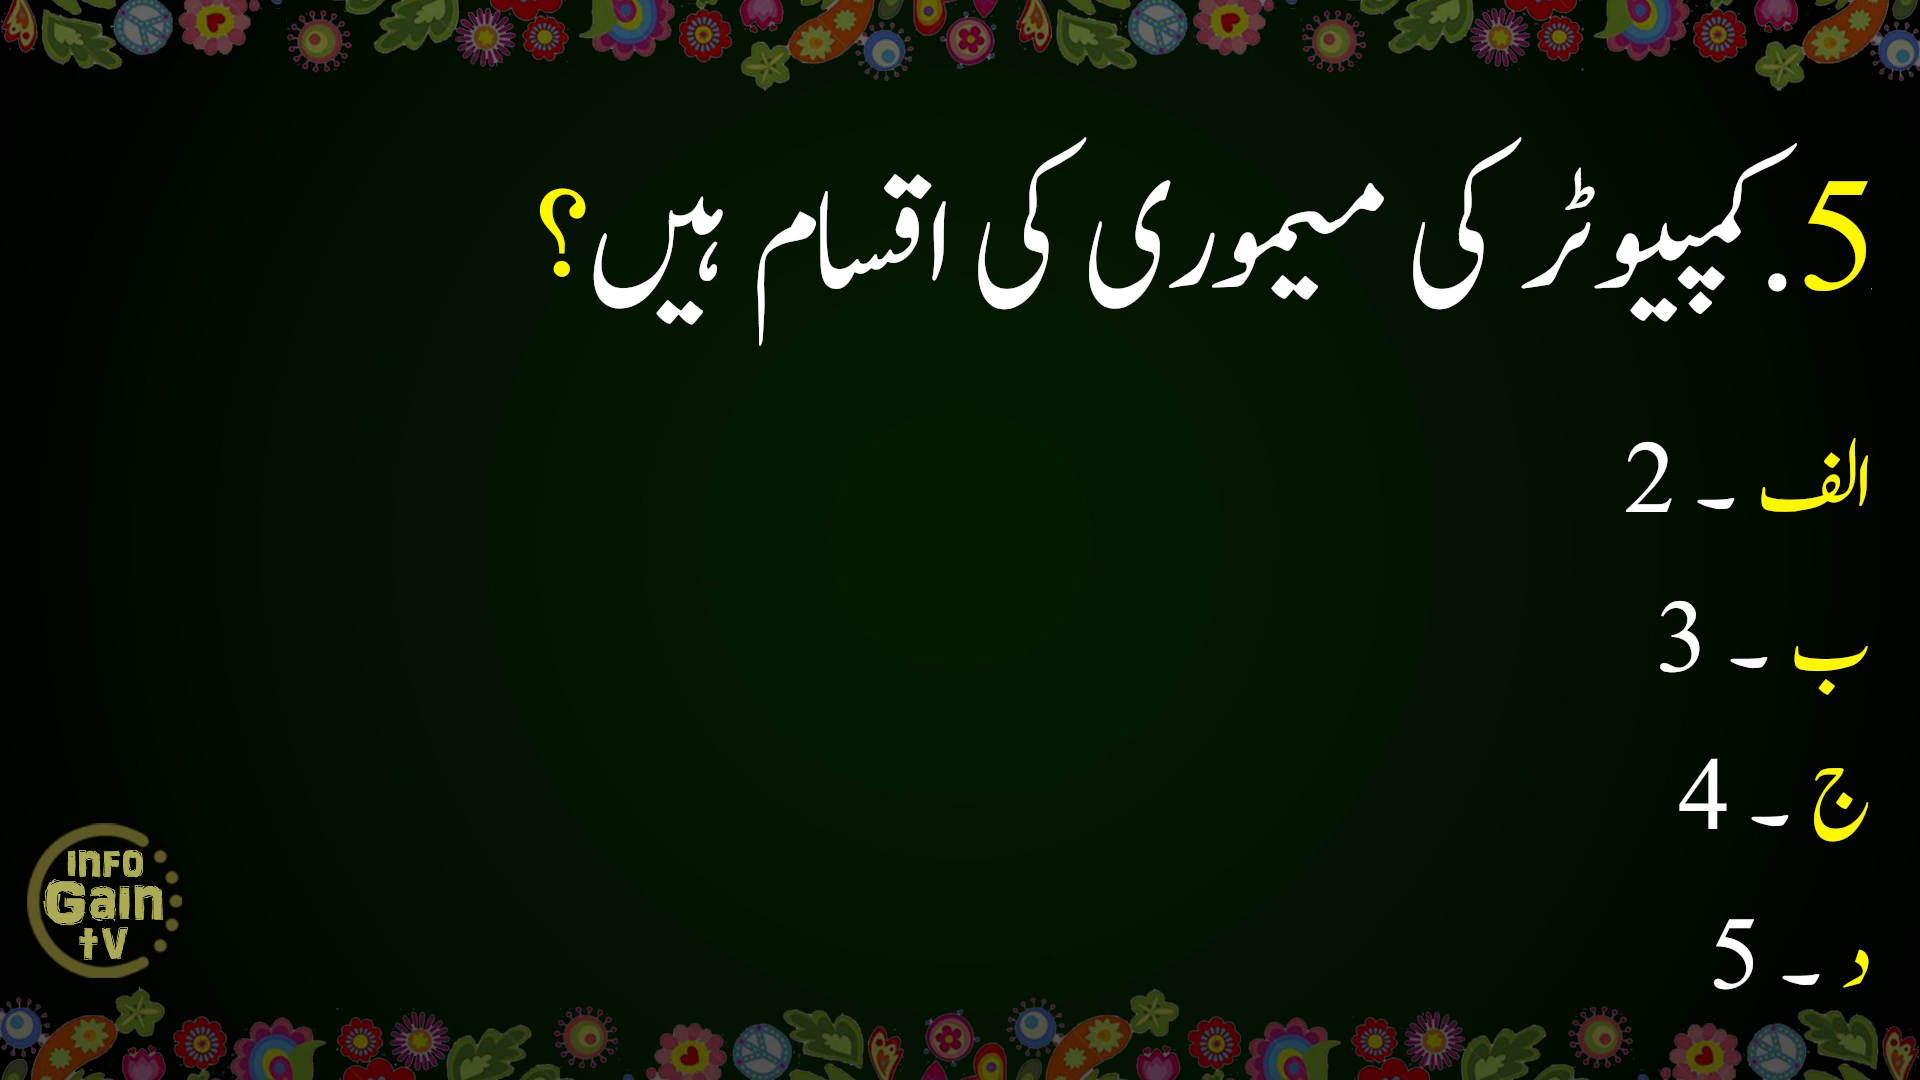 5. کمپیوٹر کی میموری کی اقسام ہیں؟
الف ۔ 2
ب ۔ 3
ج ۔ 4
د ۔ 5
INFO
Gain
tV